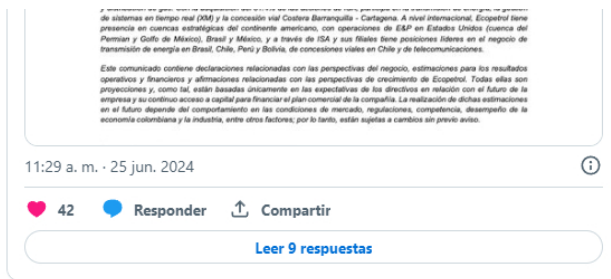 de sistemas en tiempo real (XM) y la concesión vial Costera Barranquilla - Cartagena. A nivel internacional, Ecopetrol tiene
presencia en cuencas estratégicas del continente americano, con operaciones de E&P en Estados Unidos (cuenca del
Permian y Golfo de México), Brasil y México, y a través de ISA y sus filiales tiene posiciones líderes en el negocio de
transmisión de energía en Brasil, Chile, Perú y Bolivia, de concesiones viales en Chile y de telecomunicaciones.
Este comunicado contiene declaraciones relacionadas con las perspectivas del negocio, estimaciones para los resultados
operativos y financieros y afirmaciones relacionadas con las perspectivas de crecimiento de Ecopetrol. Todas ellas son
proyecciones y, como tal, están basadas únicamente en las expectativas de los directivos en relación con el futuro de la
empresa y su continuo acceso a capital para financiar el plan comercial de la compañía. La realización de dichas estimaciones
en el futuro depende del comportamiento en las condiciones de mercado, regulaciones, competencia, desempeño de la
economía colombiana y la industria, entre otros factores; por lo tanto, están sujetas a cambios sin previo aviso.
11:29 a. m. · 25 jun. 2024
42 Responder Compartir
Leer 9 respuestas